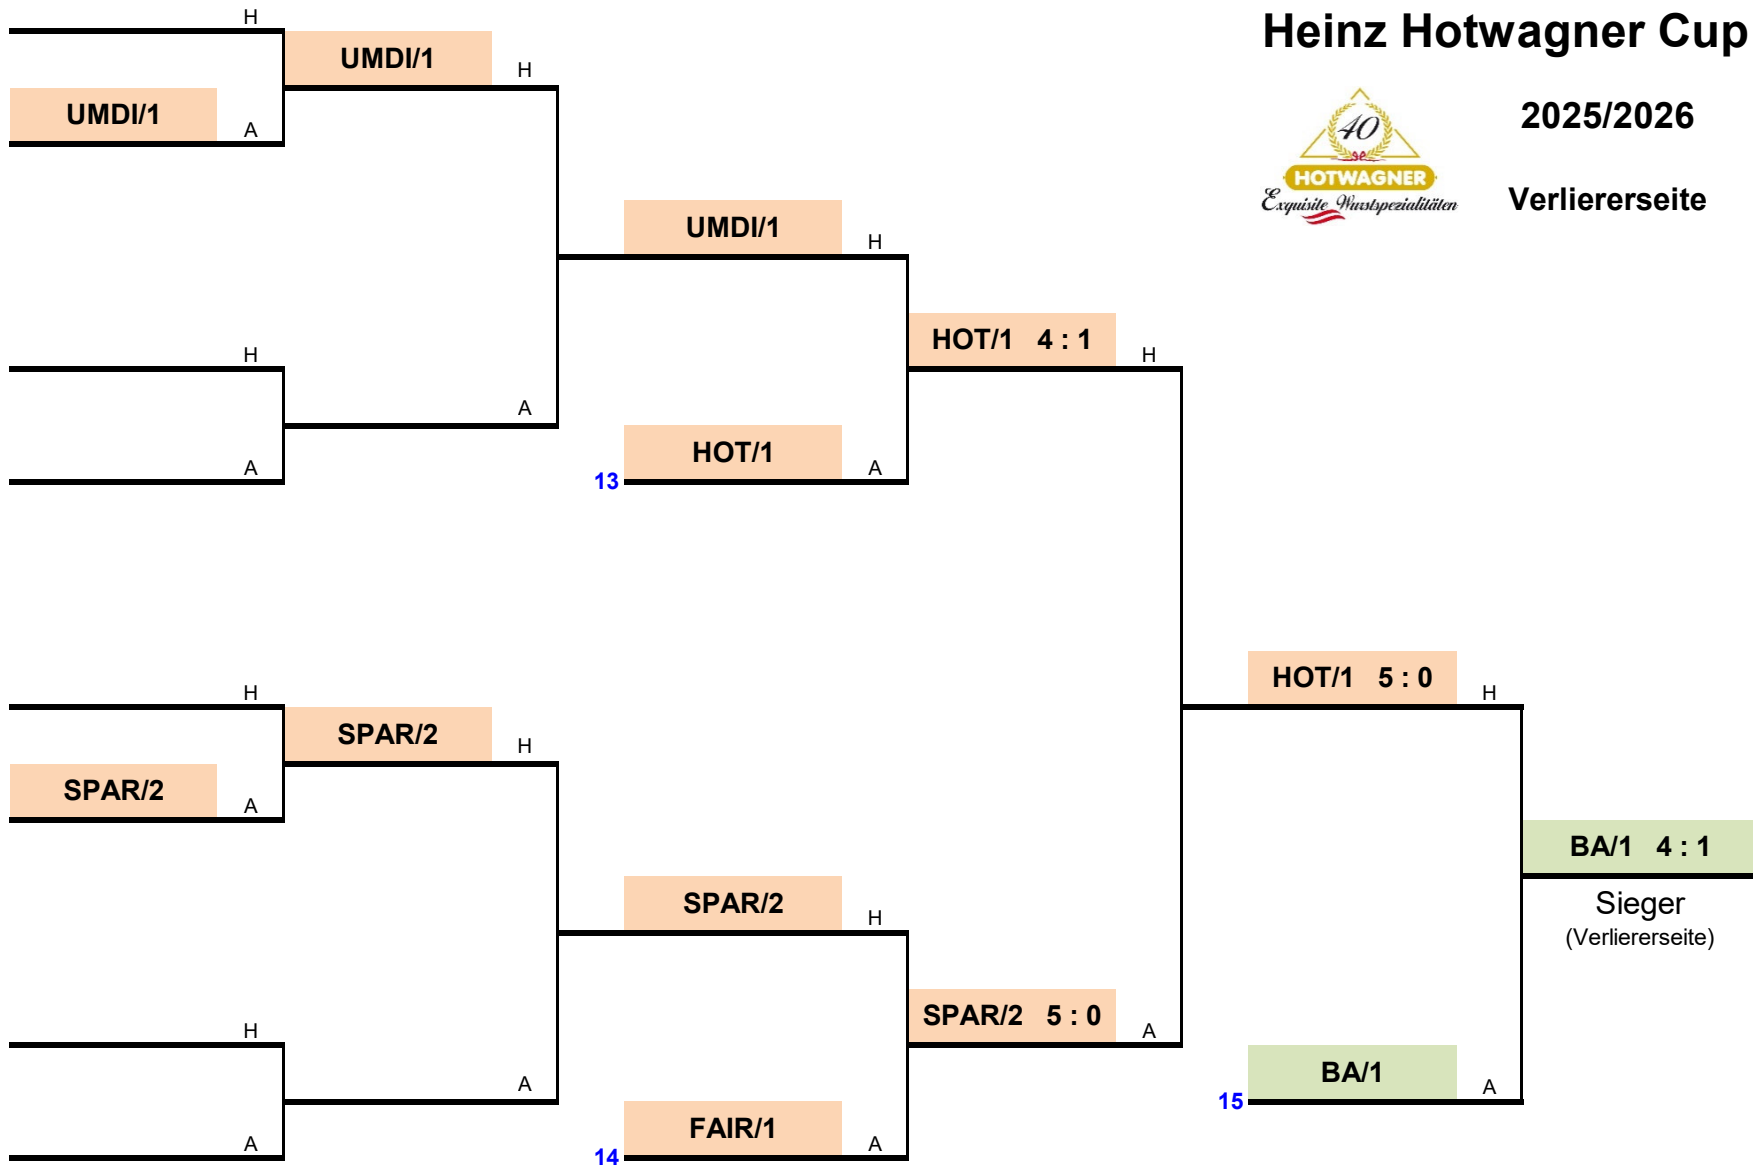 Heinz Hotwagner Cup
2025/2026
Verliererseite
40
HOTWAGNER
Exquisite Wurstspezialitäten
H
UMDI/1
H
UMDI/1
A
UMDI/1
H
HOT/1 4 : 1
H
H
A
HOT/1
A
A
13
H
SPAR/2
H
SPAR/2
A
HOT/1 5 : 0
H
BA/1 4 : 1
Sieger
(Verliererseite)
SPAR/2
H
SPAR/2 5 : 0
A
H
A
BA/1
A
15
FAIR/1
A
A
14